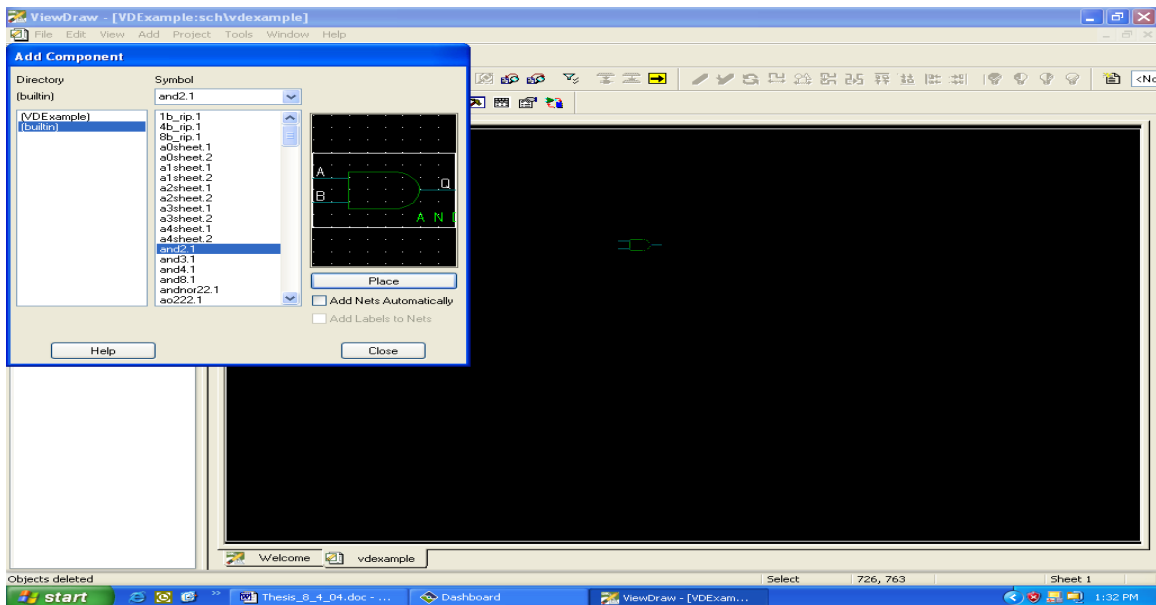 ViewDraw - [VDExample:sch\vdexample]
File Edit View Add Project Tools Window Help
Add Component
Directory Symbol
(builtin) and2.1
(VDExample)
(builtin)
1b_rip.1
4b_rip.1
8b_rip.1
a0sheet.1
a0sheet.2
a1sheet.1
a1sheet.2
a2sheet.1
a2sheet.2
a3sheet.1
a3sheet.2
a4sheet.1
a4sheet.2
and2.1
and3.1
and4.1
and8.1
andnor22.1
ao222.1
A
Q
B
A N
Place
Add Nets Automatically
Add Labels to Nets
Help Close
<No
Welcome vdexample
Objects deleted Select 726, 763 Sheet 1
start Thesis_8_4_04.doc - ... Dashboard ViewDraw - [VDExam... 1:32 PM